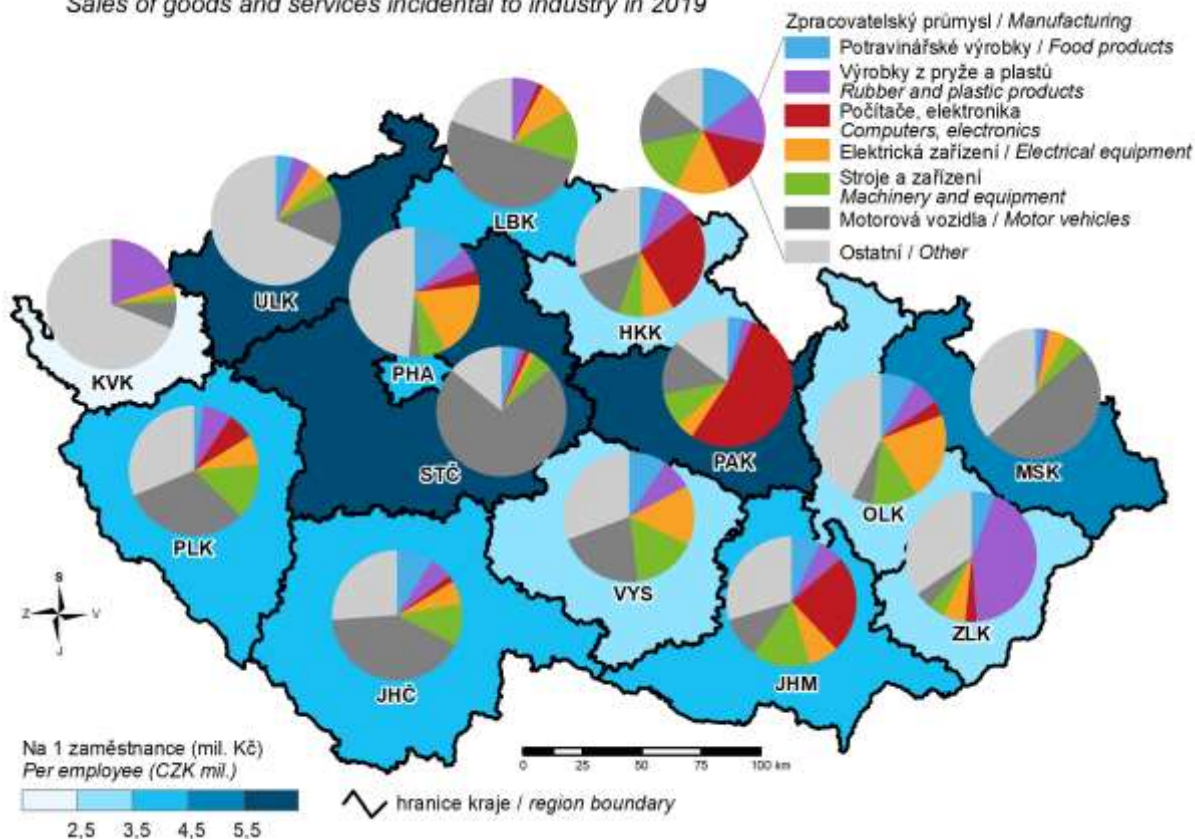 Sales of goods and services incidental to industry in 2019
Zpracovatelský průmysl / Manufacturing
Potravinářské výrobky / Food products
Výrobky z pryže a plastů
Rubber and plastic products
Počítače, elektronika
Computers, electronics
Elektrická zařízení / Electrical equipment
Stroje a zařízení
Machinery and equipment
Motorová vozidla / Motor vehicles
Ostatní / Other
LBK
ULK
HKK
KVK
PHA
STČ
PAK
MSK
OLK
PLK
VYS
ZLK
JHČ
JHM
S
Z
V
J
Na 1 zaměstnance (mil. Kč)
Per employee (CZK mil.)
2,5 3,5 4,5 5,5
0 25 50 75 100 km
hranice kraje / region boundary